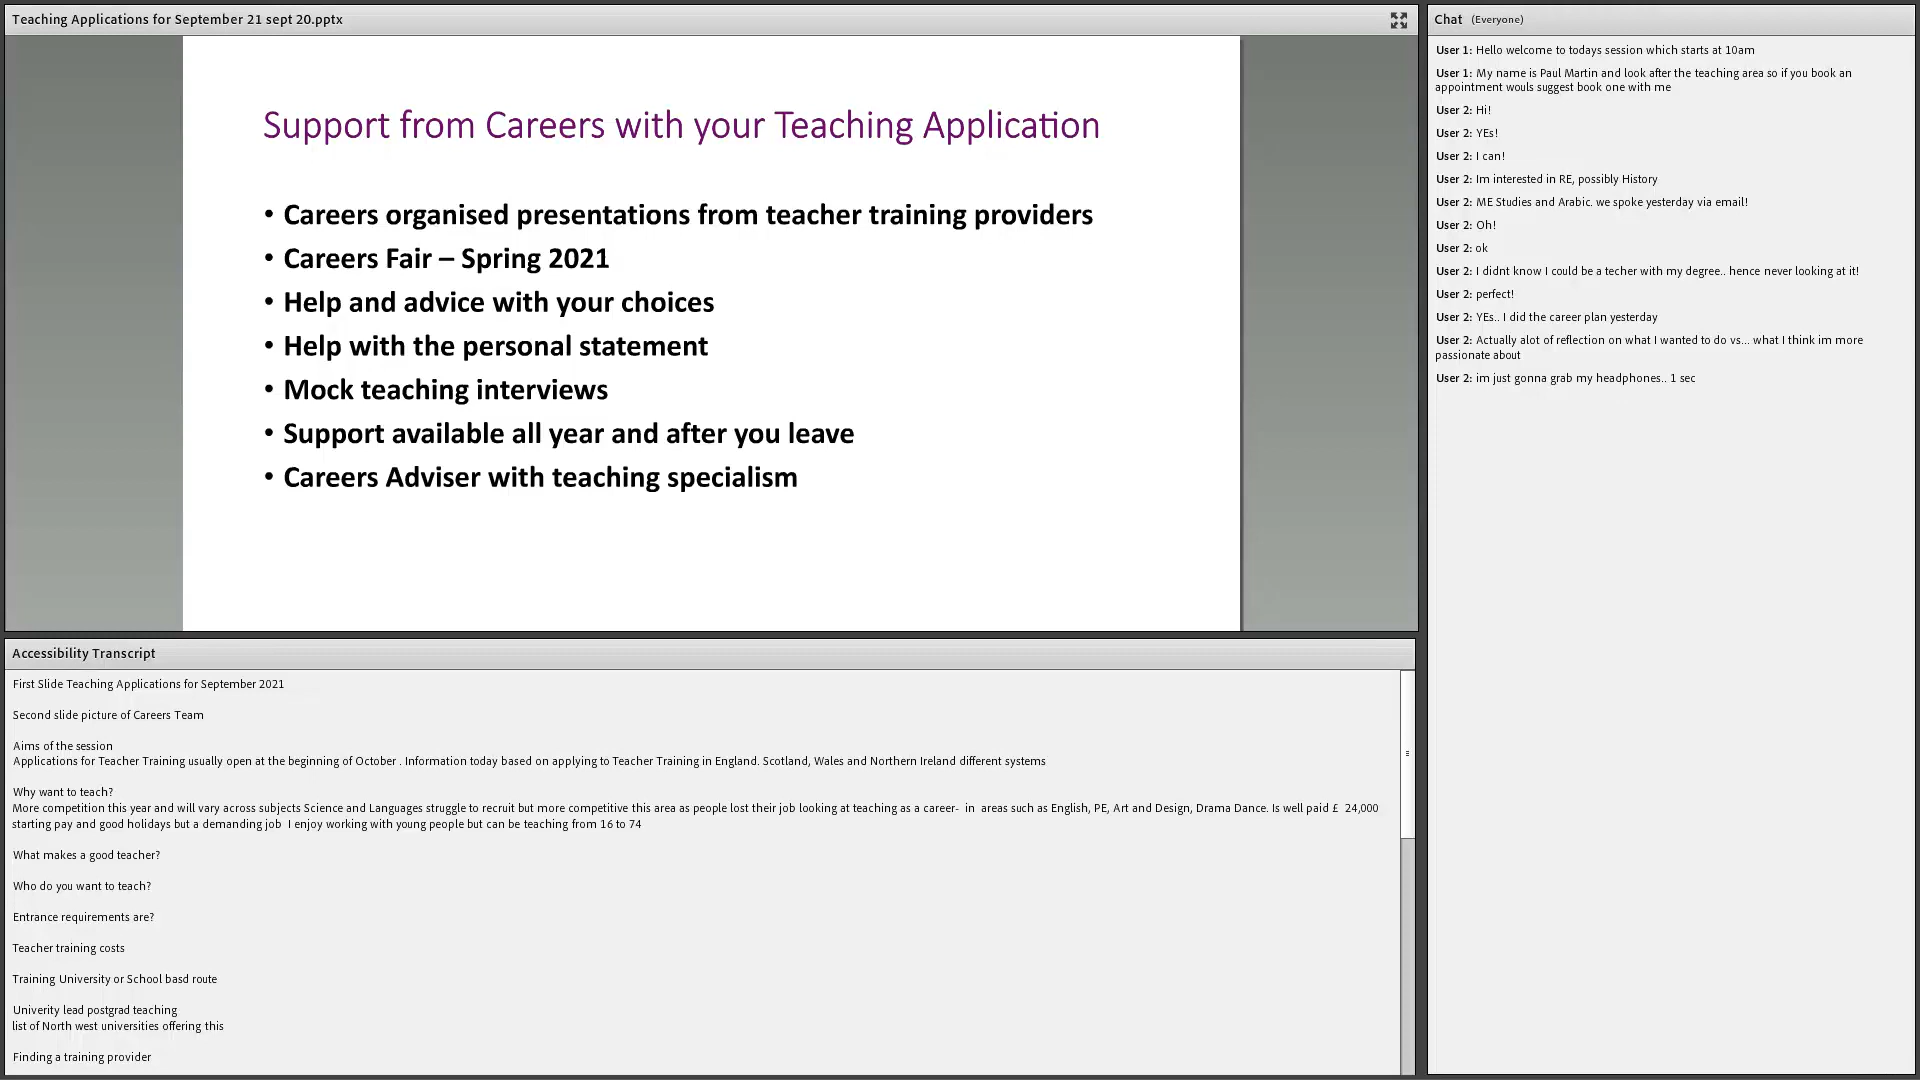 Teaching Applications for September 21 sept 20.pptx
Support from Careers with your Teaching Application
• Careers organised presentations from teacher training providers
• Careers Fair – Spring 2021
• Help and advice with your choices
• Help with the personal statement
• Mock teaching interviews
• Support available all year and after you leave
• Careers Adviser with teaching specialism
Accessibility Transcript
First Slide Teaching Applications for September 2021
Second slide picture of Careers Team
Aims of the session
Applications for Teacher Training usually open at the beginning of October . Information today based on applying to Teacher Training in England. Scotland, Wales and Northern Ireland different systems
Why want to teach?
More competition this year and will vary across subjects Science and Languages struggle to recruit but more competitive this area as people lost their job looking at teaching as a career-  in  areas such as English, PE, Art and Design, Drama Dance. Is well paid £  24,000
starting pay and good holidays but a demanding job  I enjoy working with young people but can be teaching from 16 to 74
What makes a good teacher?
Who do you want to teach?
Entrance requirements are?
Teacher training costs
Training University or School basd route
Univerity lead postgrad teaching
list of North west universities offering this
Finding a training provider
Chat (Everyone)
User 1: Hello welcome to todays session which starts at 10am
User 1: My name is Paul Martin and look after the teaching area so if you book an
appointment wouls suggest book one with me
User 2: Hi!
User 2: YEs!
User 2: I can!
User 2: Im interested in RE, possibly History
User 2: ME Studies and Arabic. we spoke yesterday via email!
User 2: Oh!
User 2: ok
User 2: I didnt know I could be a techer with my degree.. hence never looking at it!
User 2: perfect!
User 2: YEs.. I did the career plan yesterday
User 2: Actually alot of reflection on what I wanted to do vs... what I think im more
passionate about
User 2: im just gonna grab my headphones.. 1 sec